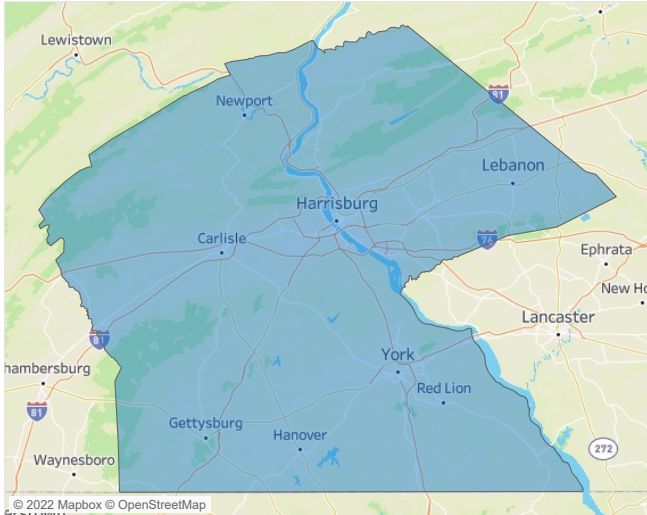 Lewistown
81
Newport
Lebanon
Harrisburg
Carlisle
76
Ephrata
New Ho
Lancaster
81
hambersburg
York
Red Lion
81
Gettysburg
Hanover
272
Waynesboro
© 2022 Mapbox © OpenStreetMap